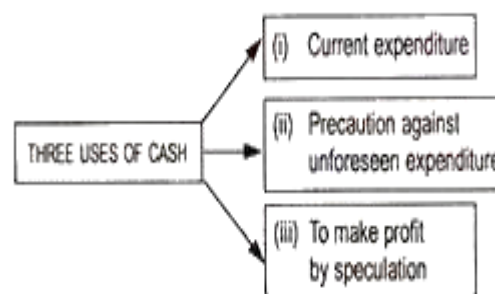 THREE USES OF CASH
(i) Current expenditure
(ii) Precaution against
unforeseen expenditure
(iii) To make profit
by speculation